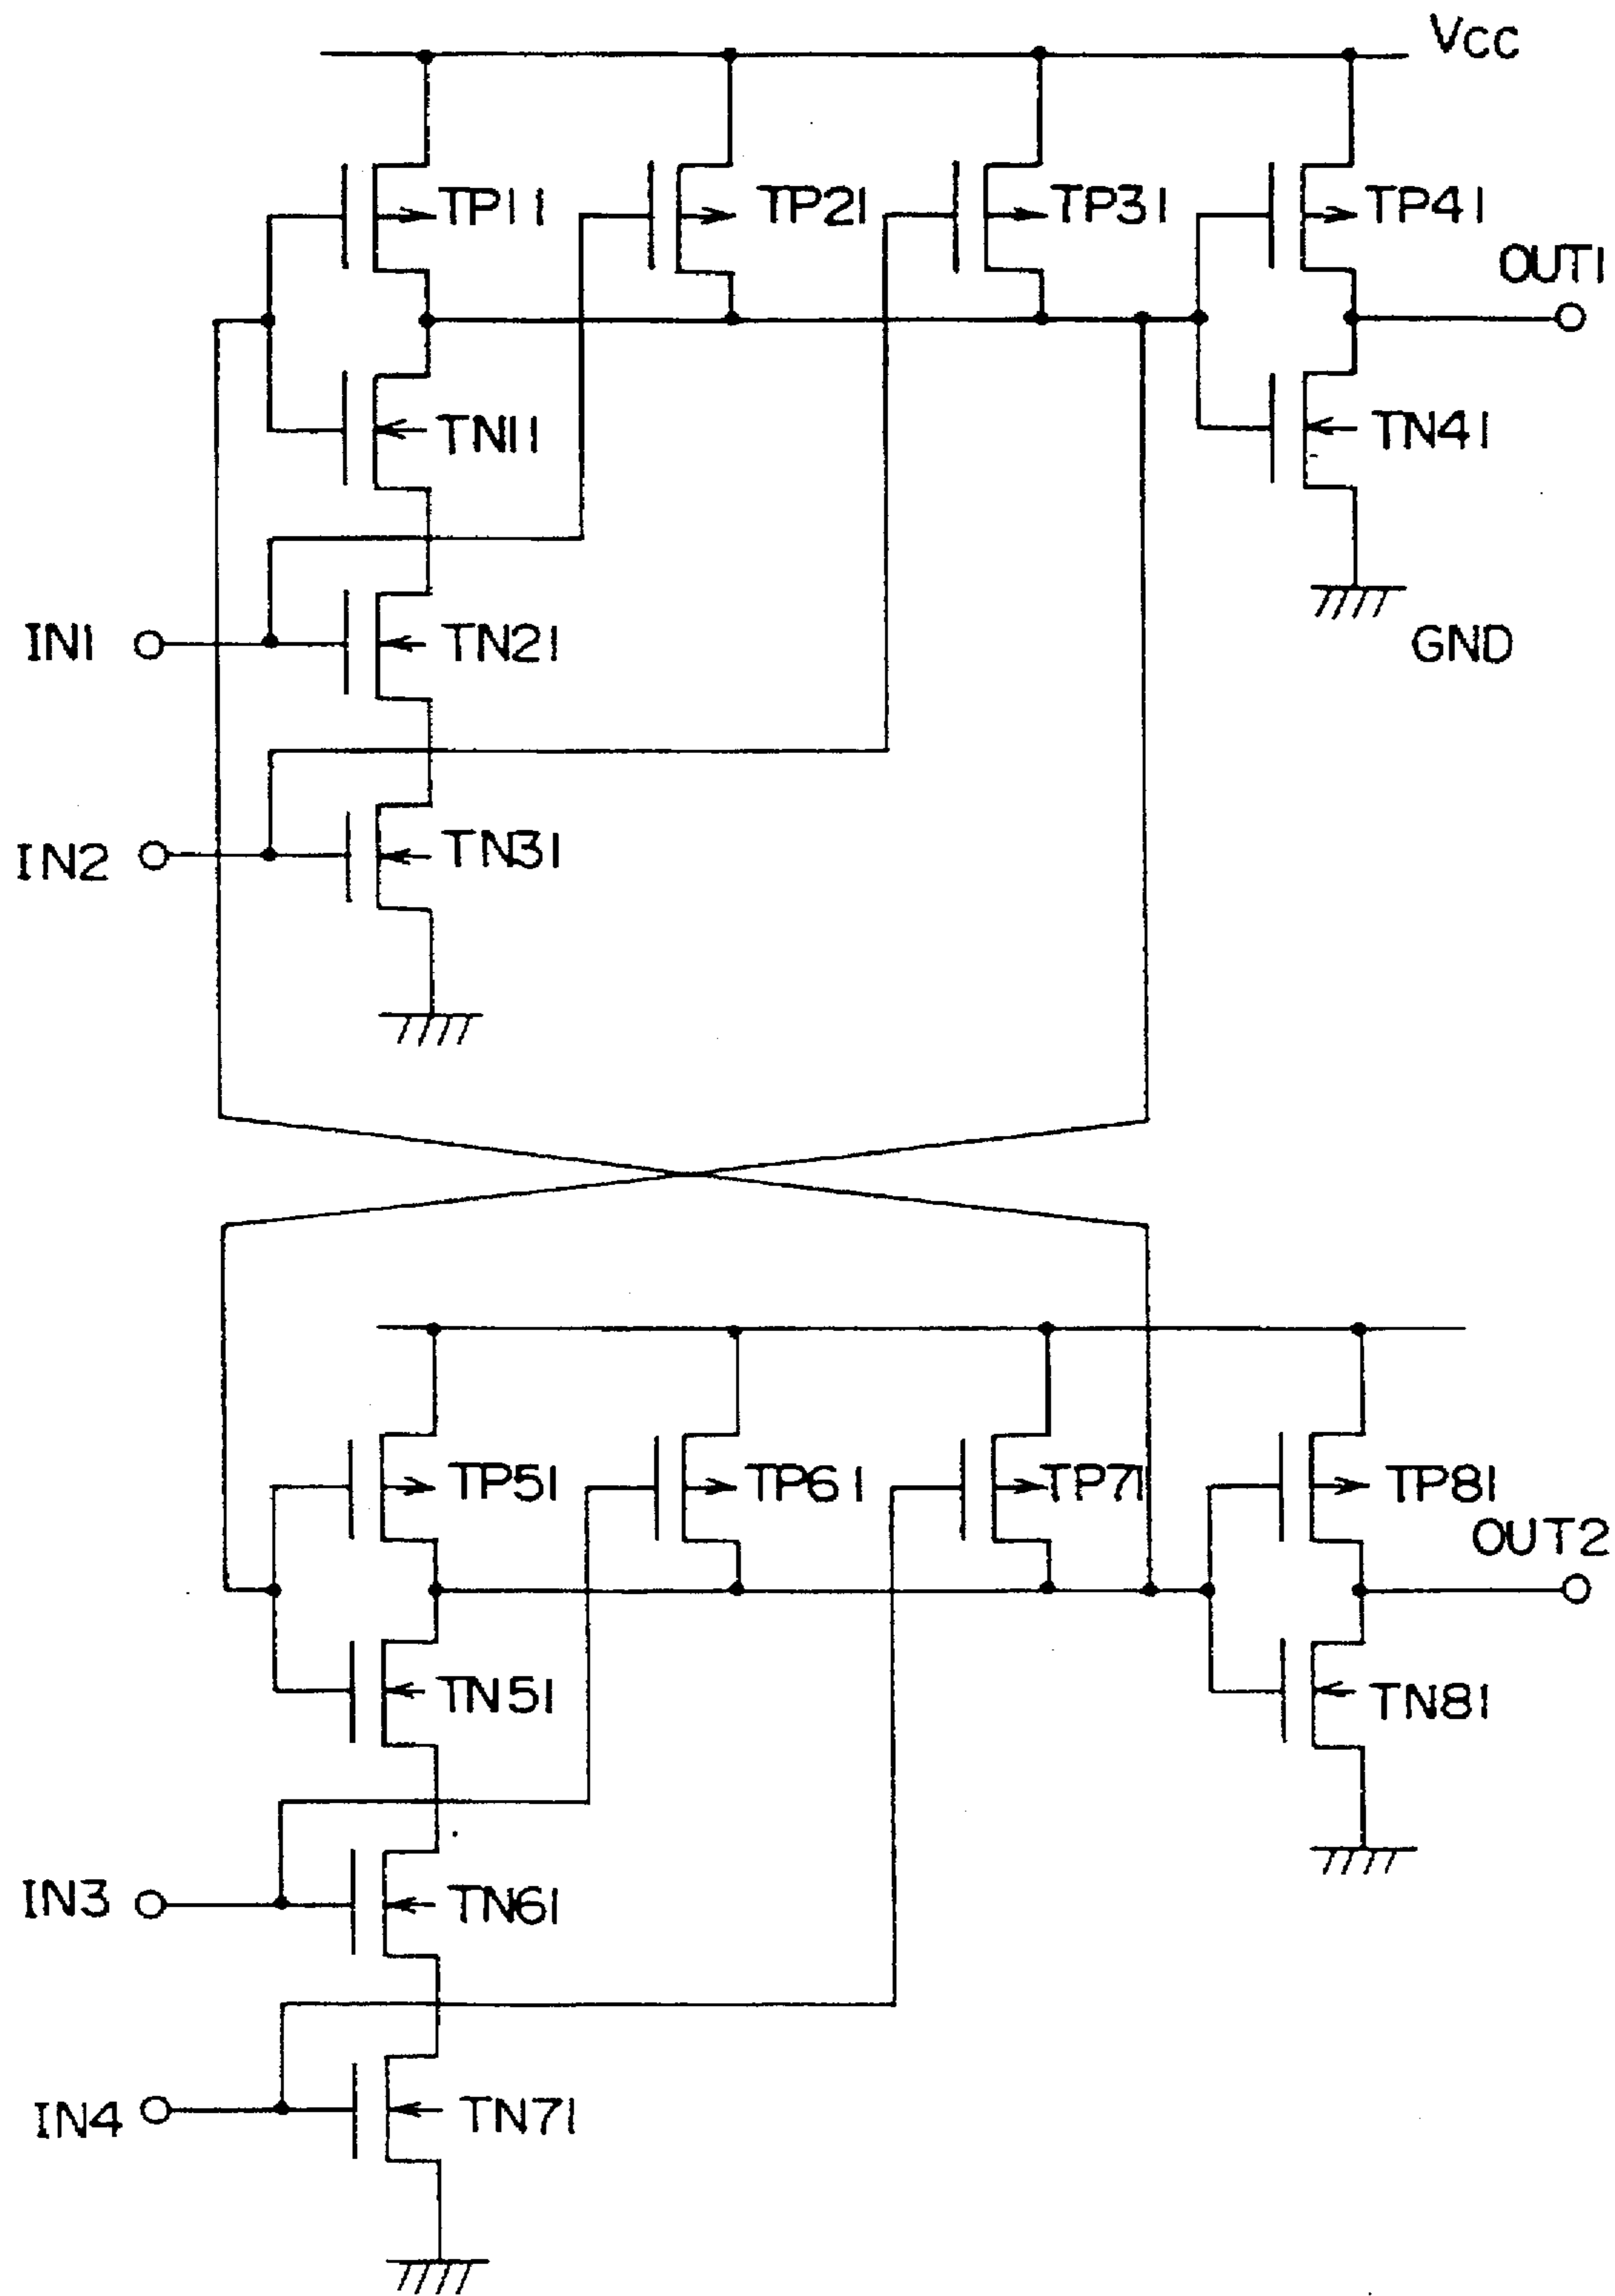 Vcc
TP11
TP21
TP31
TP41
OUT1
TN11
TN41
IN1
TN21
GND
IN2
TN31
TP51
TP61
TP71
TP81
OUT2
TN51
TN81
IN3
TN61
IN4
TN71